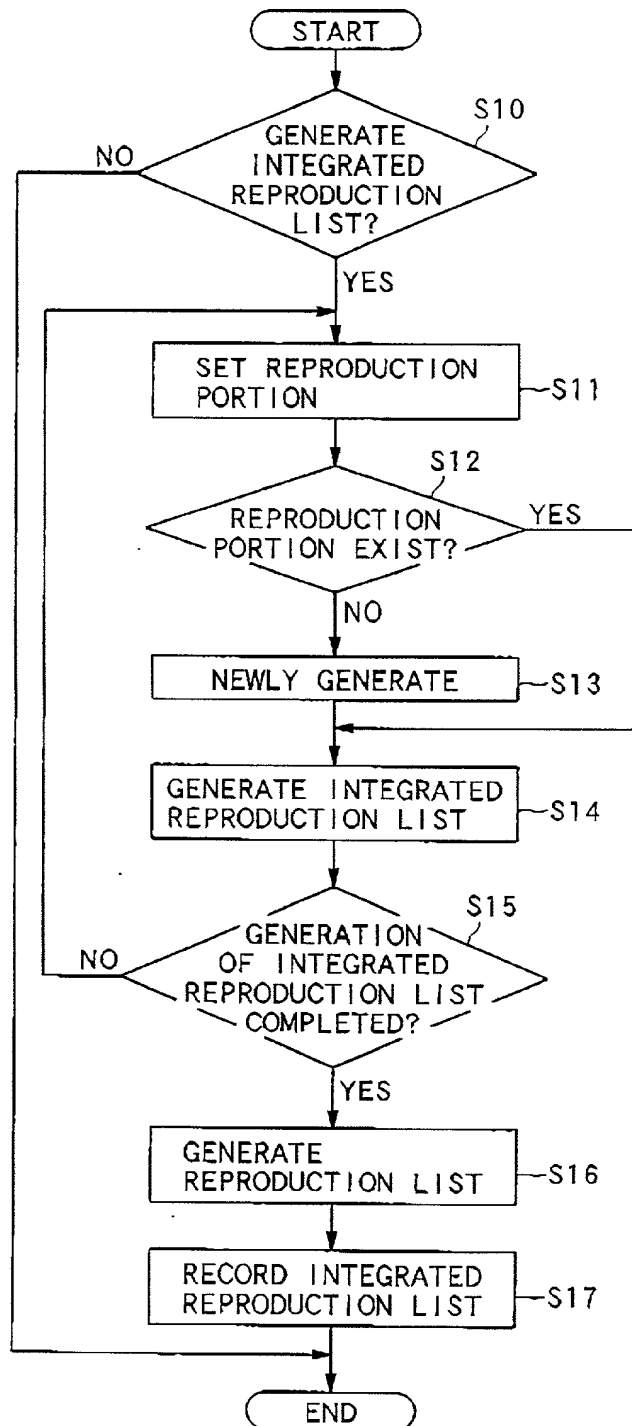 START
S10
GENERATE
INTEGRATED
REPRODUCTION
LIST?
NO
YES
SET REPRODUCTION
PORTION
S11
S12
REPRODUCTION
PORTION EXIST?
YES
NO
NEWLY GENERATE
S13
GENERATE INTEGRATED
REPRODUCTION LIST
S14
S15
GENERATION
OF INTEGRATED
REPRODUCTION LIST
COMPLETED?
NO
YES
GENERATE
REPRODUCTION LIST
S16
RECORD INTEGRATED
REPRODUCTION LIST
S17
END